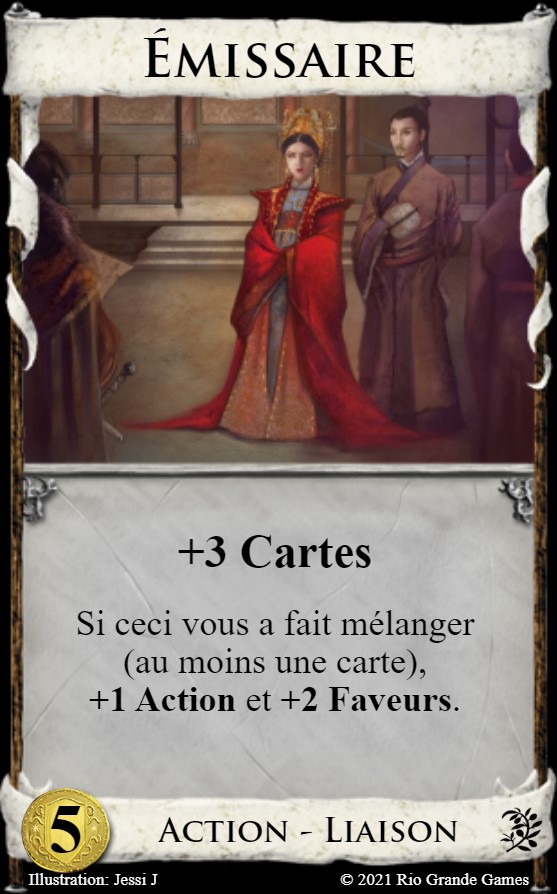 Émissaire
+3 Cartes
Si ceci vous a fait mélanger
(au moins une carte),
+1 Action et +2 Faveurs.
5
Action - Liaison
Illustration: Jessi J
© 2021 Rio Grande Games